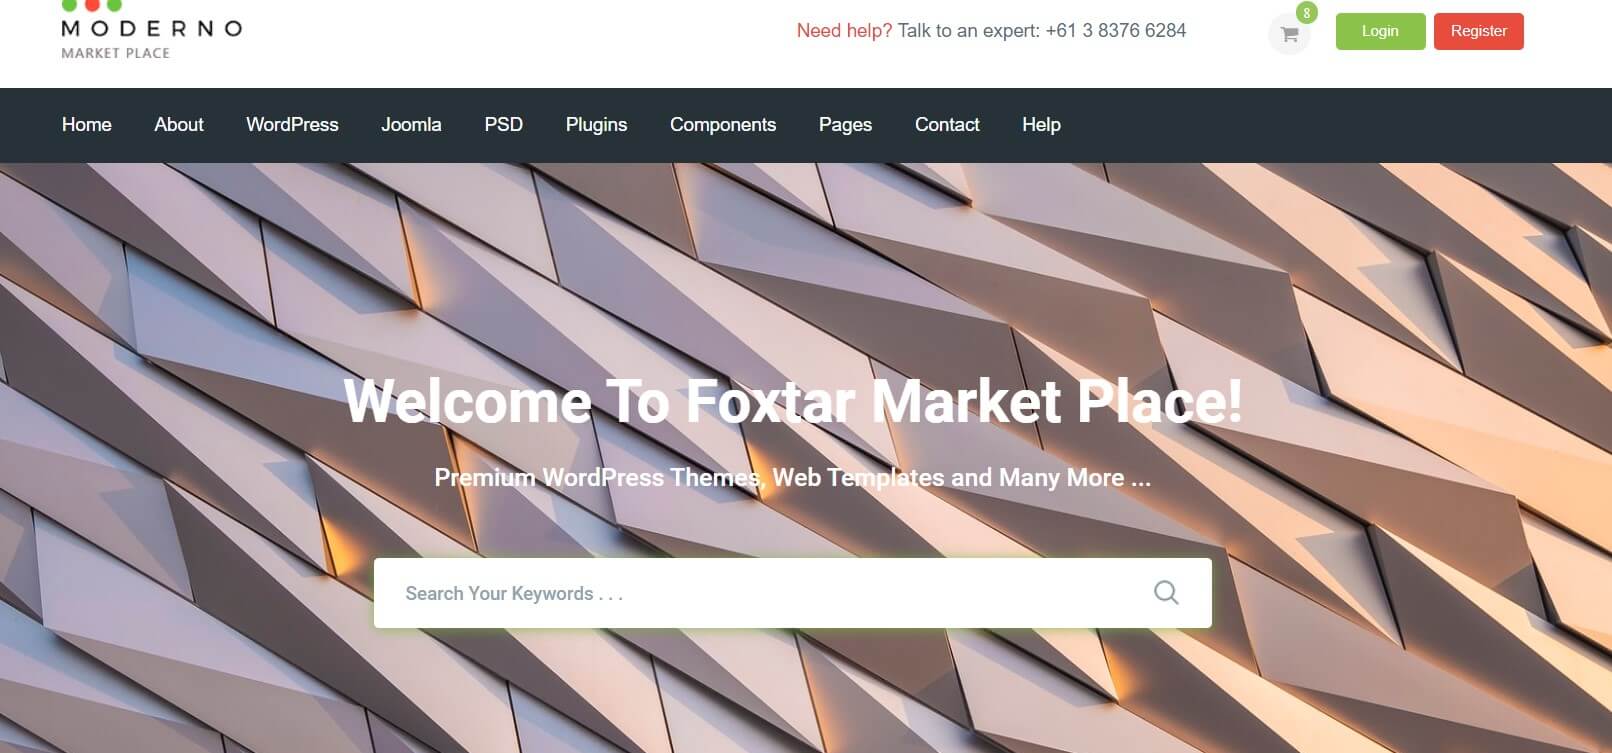 MODERNO
MARKET PLACE
Need help? Talk to an expert: +61 3 8376 6284
8
Login
Register
Home
About
WordPress
Joomla
PSD
Plugins
Components
Pages
Contact
Help
Welcome To Foxtar Market Place!
Premium WordPress Themes, Web Templates and Many More ...
Search Your Keywords . . .